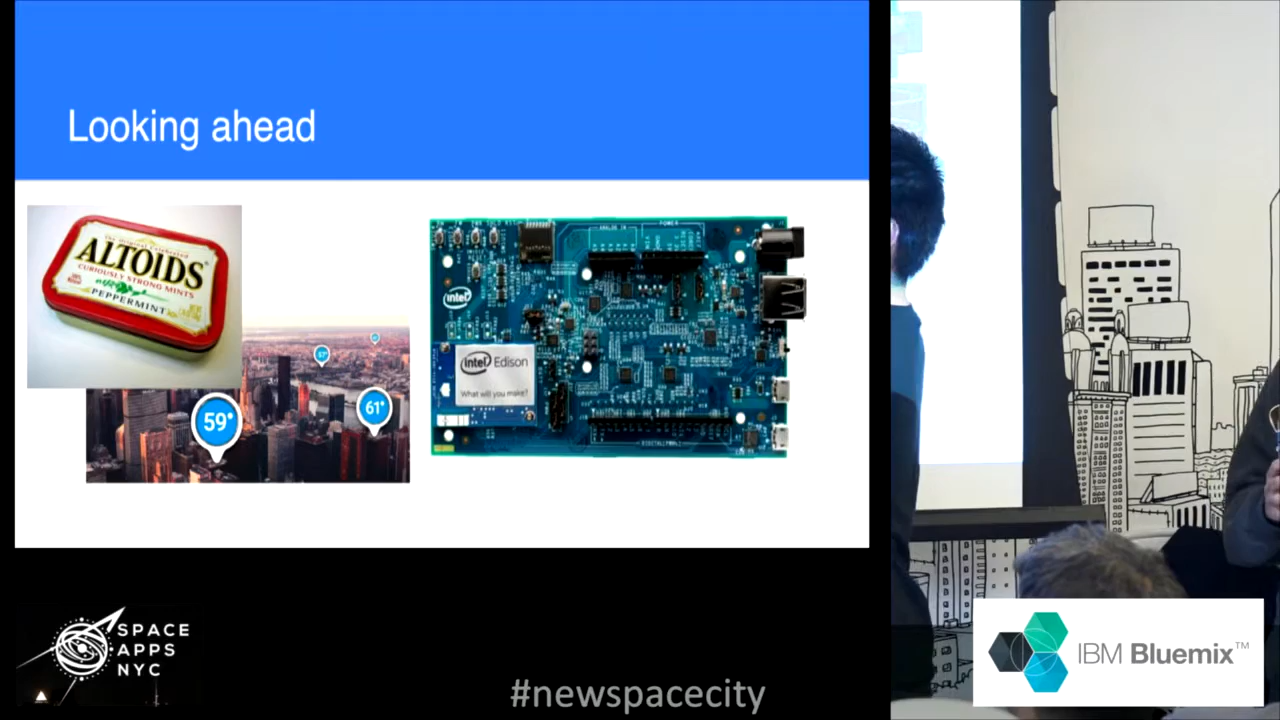 Looking ahead
The Original Celebrated
ALTOIDS
CURIOUSLY STRONG MINTS
PEPPERMINT
59°
61°
ANALOG IN
POWER
intel
intel Edison
What will you make?
SPACE
APPS
NYC
#newspacecity
IBM Bluemix™